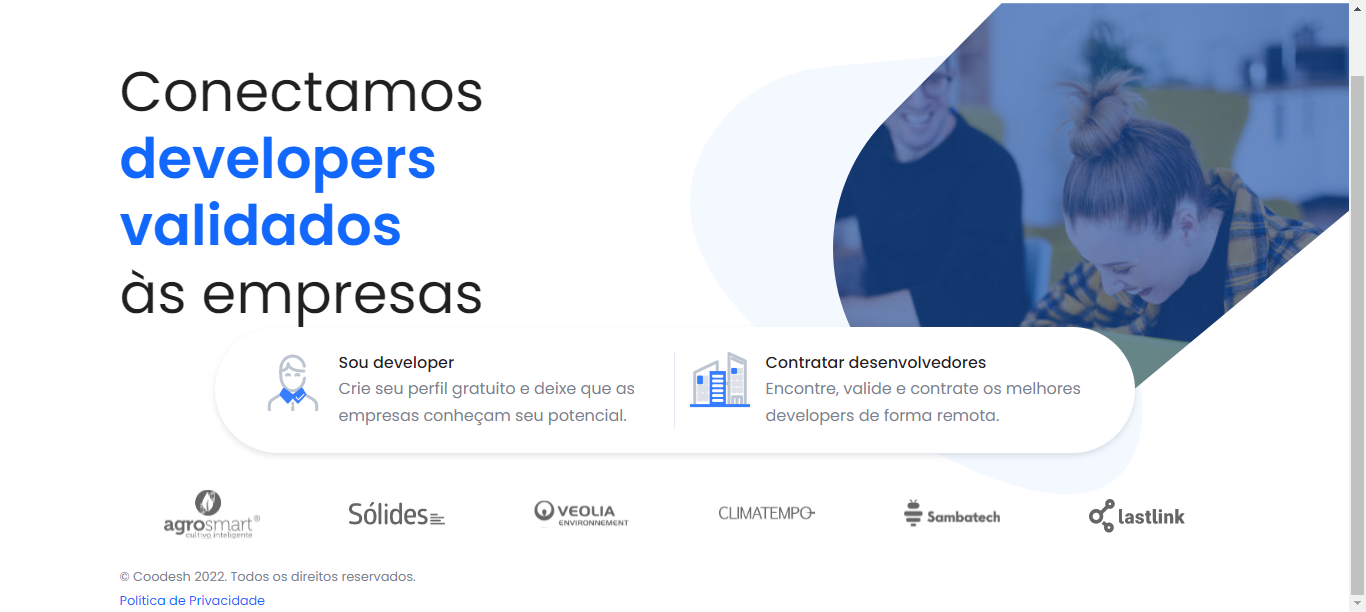 Conectamos
developers
validados
às empresas
Sou developer
Crie seu perfil gratuito e deixe que as
empresas conheçam seu potencial.
Contratar desenvolvedores
Encontre, valide e contrate os melhores
developers de forma remota.
agrosmart®
cultivo inteligente
Sólides
VEOLIA
ENVIRONNEMENT
CLIMATEMPO
Sambatech
lastlink
© Coodesh 2022. Todos os direitos reservados.
Política de Privacidade